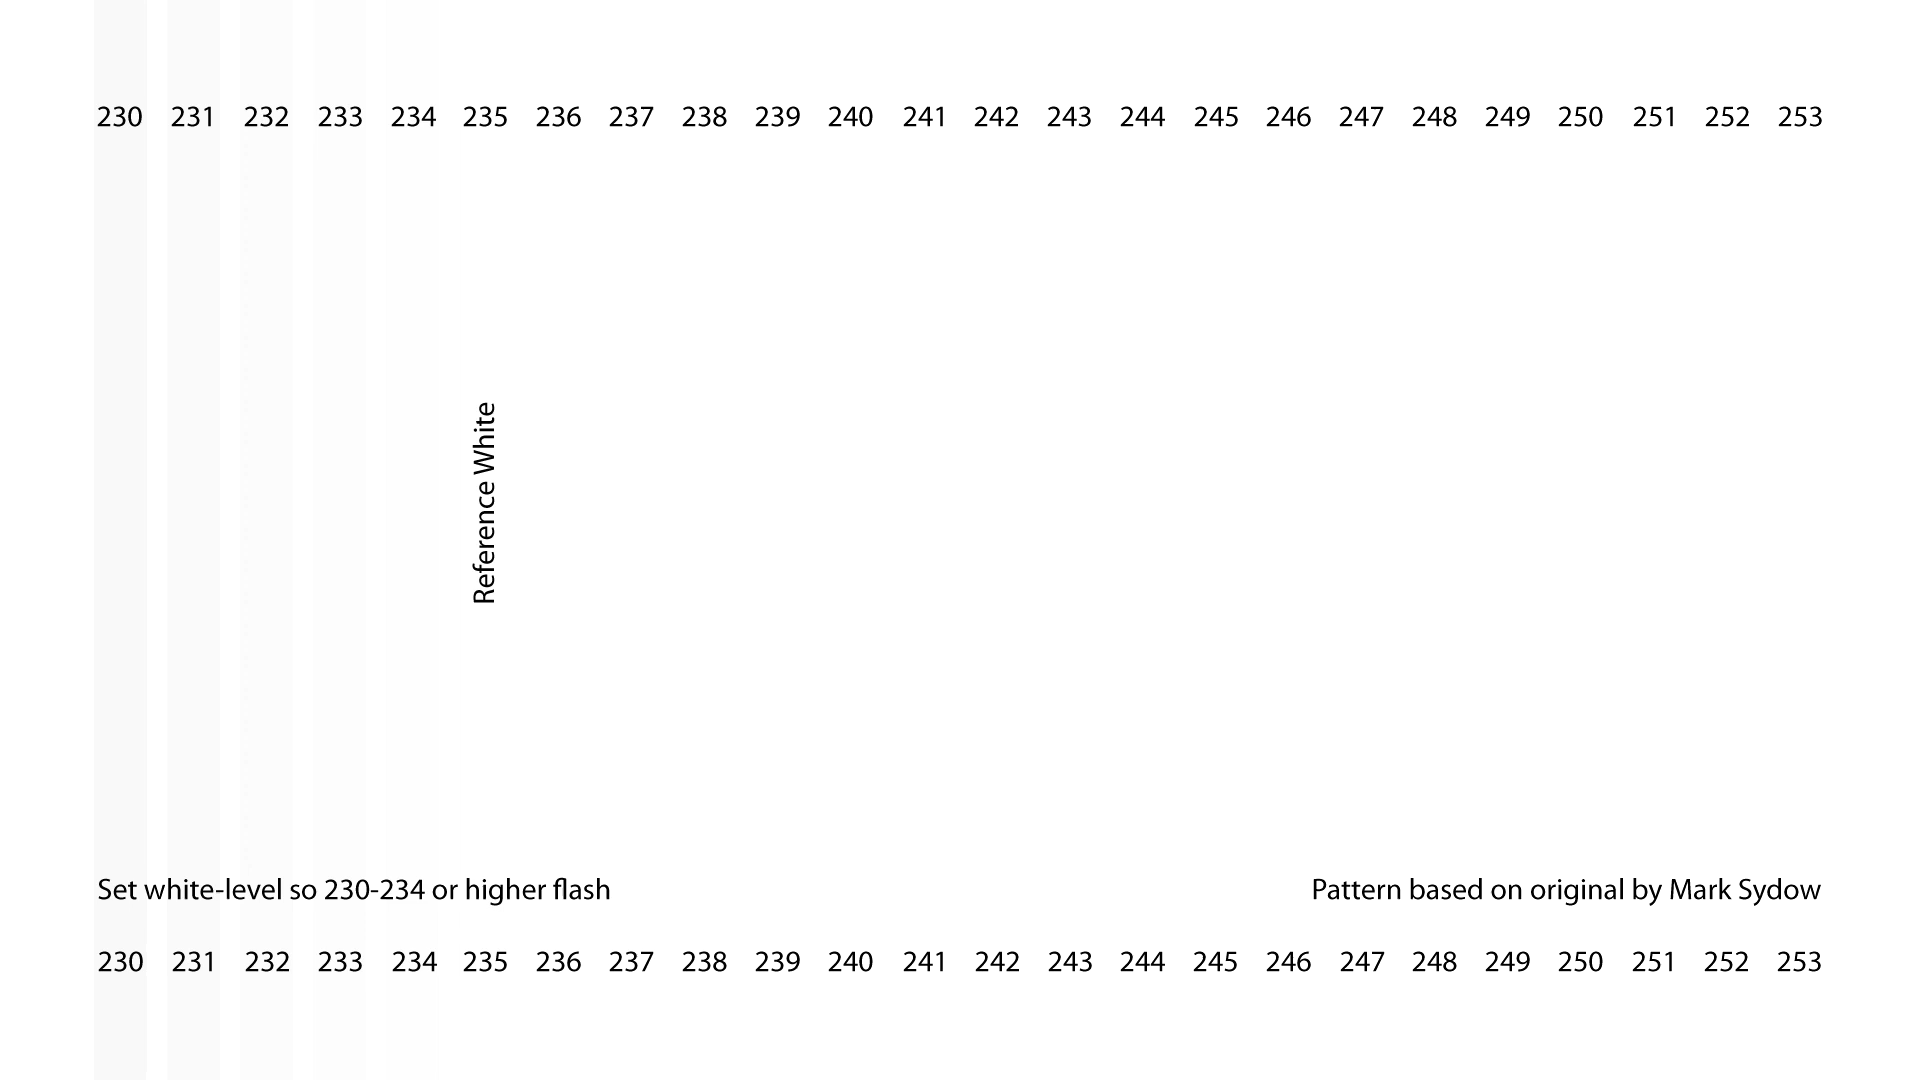 230 231 232 233 234 235 236 237 238 239 240 241 242 243 244 245 246 247 248 249 250 251 252 253
Reference White
Set white-level so 230-234 or higher flash
Pattern based on original by Mark Sydow
230 231 232 233 234 235 236 237 238 239 240 241 242 243 244 245 246 247 248 249 250 251 252 253